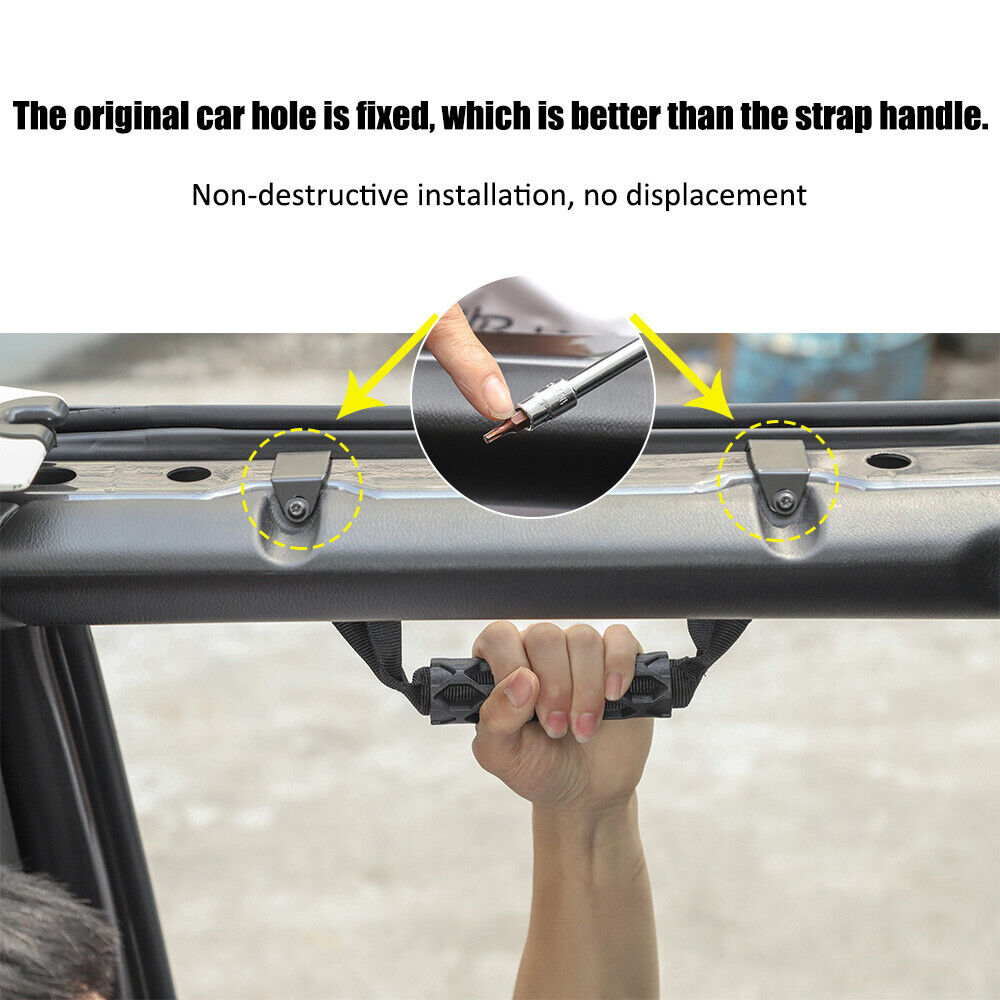 The original car hole is fixed, which is better than the strap handle.
Non-destructive installation, no displacement